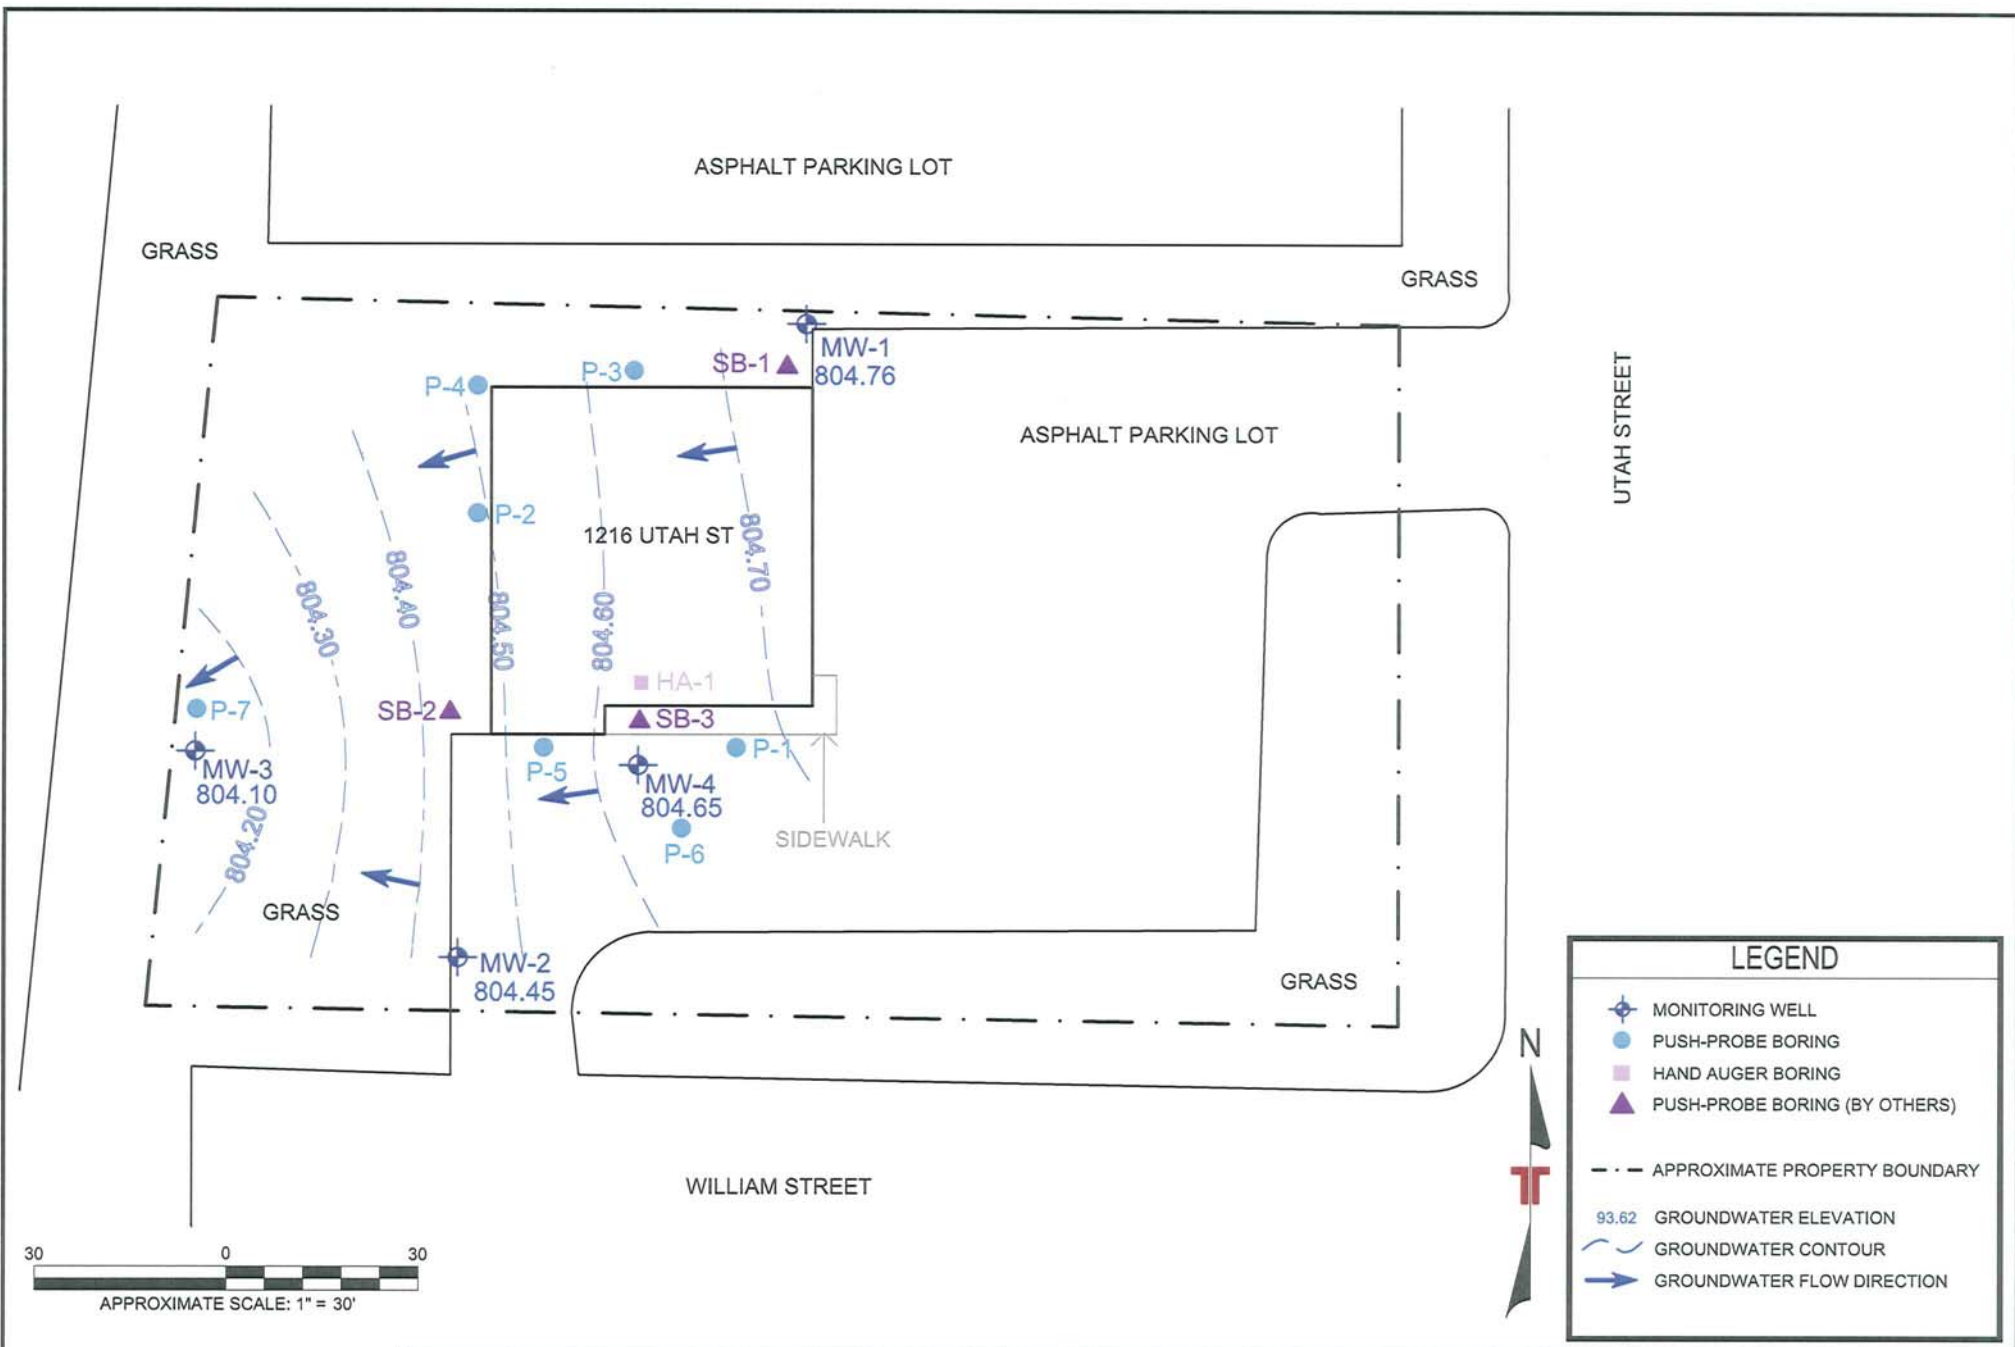 ASPHALT PARKING LOT
GRASS
GRASS
MW-1
804.76
SB-1
P-3
P-4
UTAH STREET
ASPHALT PARKING LOT
P-2
1216 UTAH ST
804.70
804.40
804.30
804.50
804.60
HA-1
P-7
SB-2
SB-3
P-1
P-5
MW-3
804.10
MW-4
804.65
804.20
SIDEWALK
P-6
GRASS
MW-2
804.45
GRASS
WILLIAM STREET
N
30 0 30
APPROXIMATE SCALE: 1" = 30'
LEGEND
MONITORING WELL
PUSH-PROBE BORING
HAND AUGER BORING
PUSH-PROBE BORING (BY OTHERS)
APPROXIMATE PROPERTY BOUNDARY
93.62 GROUNDWATER ELEVATION
GROUNDWATER CONTOUR
GROUNDWATER FLOW DIRECTION